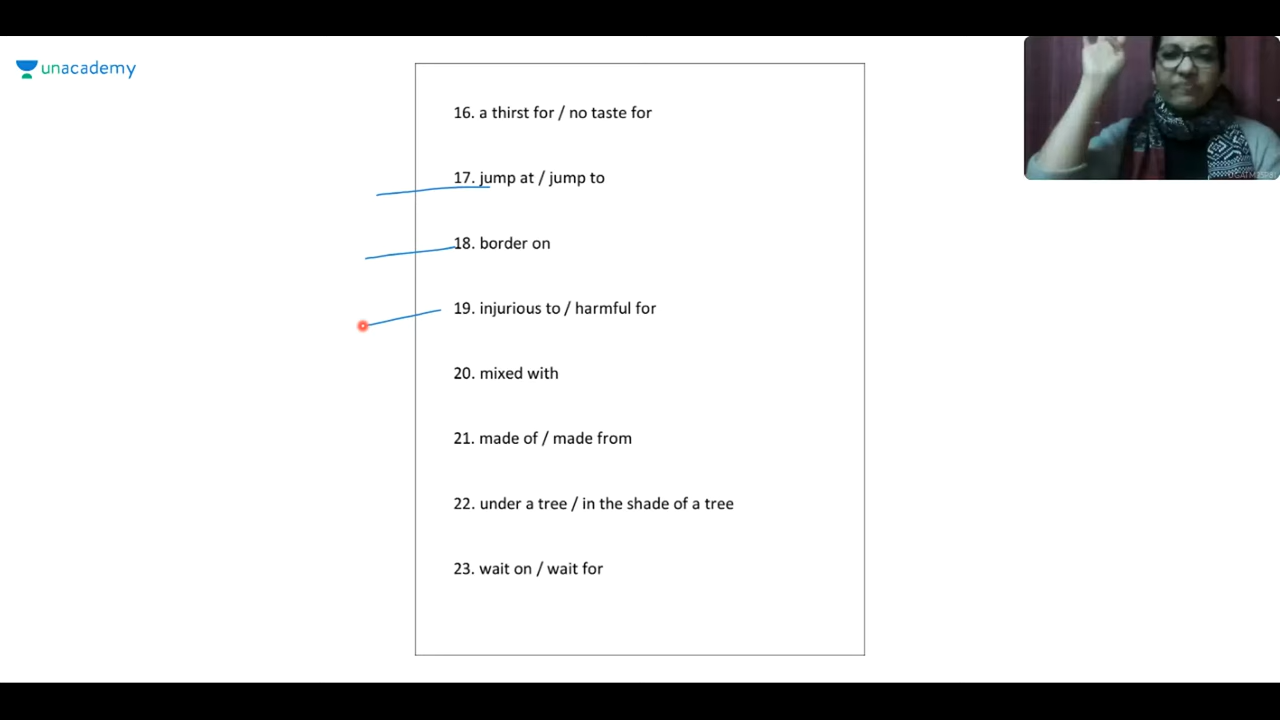 unacademy
16. a thirst for / no taste for
17. jump at / jump to
18. border on
19. injurious to / harmful for
20. mixed with
21. made of / made from
22. under a tree / in the shade of a tree
23. wait on / wait for